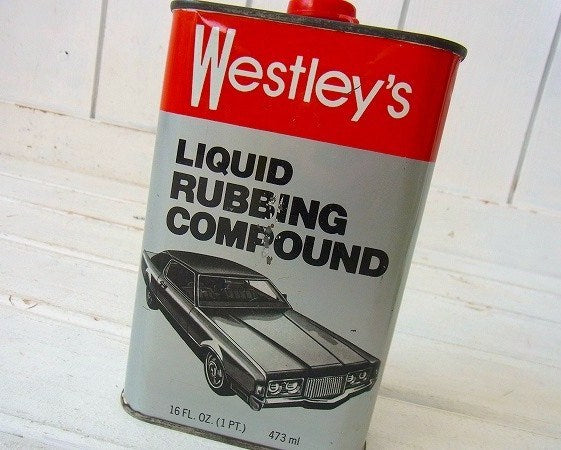 Westley's
LIQUID
RUBBING
COMPOUND
16 FL. OZ. (1 PT.) 473 ml